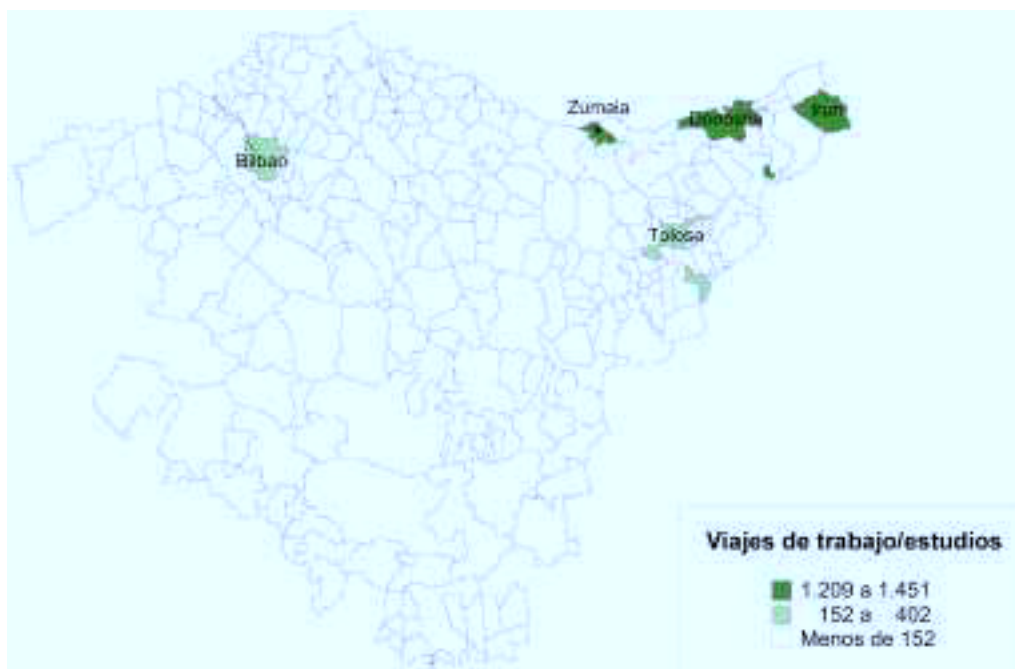 Zumaia
Donostia
Irun
Bilbao
Tolosa
Viajes de trabajo/estudios
1.209 a 1.451
152 a 402
Menos de 152